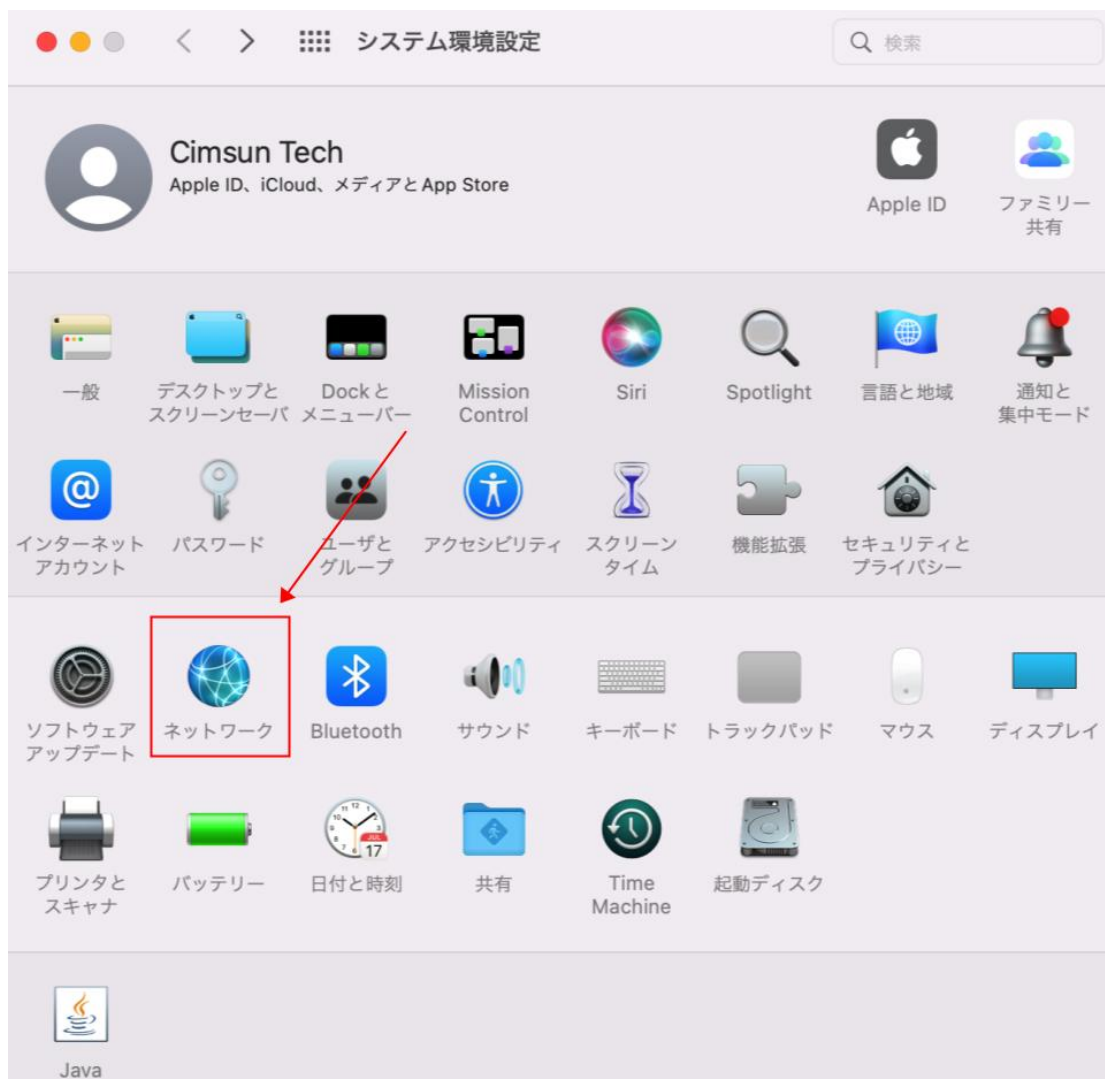 システム環境設定
検索
Cimsun Tech
Apple ID、iCloud、メディアとApp Store
Apple ID
ファミリー
共有
一般
デスクトップと
スクリーンセーバ
Dockと
メニューバー
Mission
Control
Siri
Spotlight
言語と地域
通知と
集中モード
インターネット
アカウント
パスワード
ユーザと
グループ
アクセシビリティ
スクリーン
タイム
機能拡張
セキュリティと
プライバシー
ソフトウェア
アップデート
ネットワーク
Bluetooth
サウンド
キーボード
トラックパッド
マウス
ディスプレイ
プリンタと
スキャナ
バッテリー
JUL
17
日付と時刻
共有
Time
Machine
起動ディスク
Java